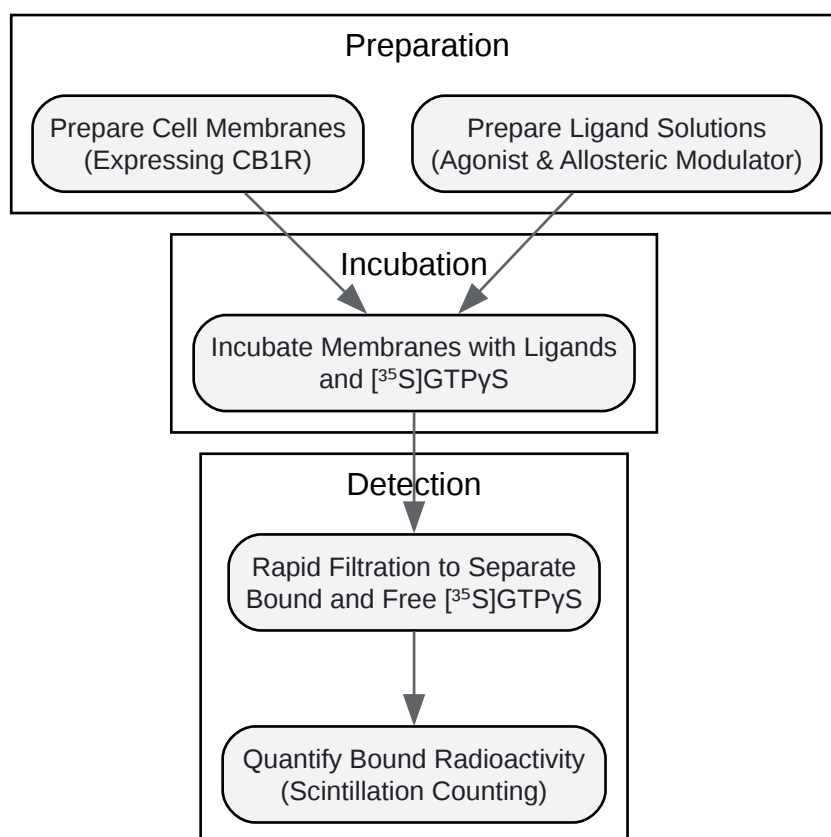 Preparation
Prepare Cell Membranes
(Expressing CB1R)
Prepare Ligand Solutions
(Agonist & Allosteric Modulator)
Incubation
Incubate Membranes with Ligands
and [³⁵S]GTPγS
Detection
Rapid Filtration to Separate
Bound and Free [³⁵S]GTPγS
Quantify Bound Radioactivity
(Scintillation Counting)